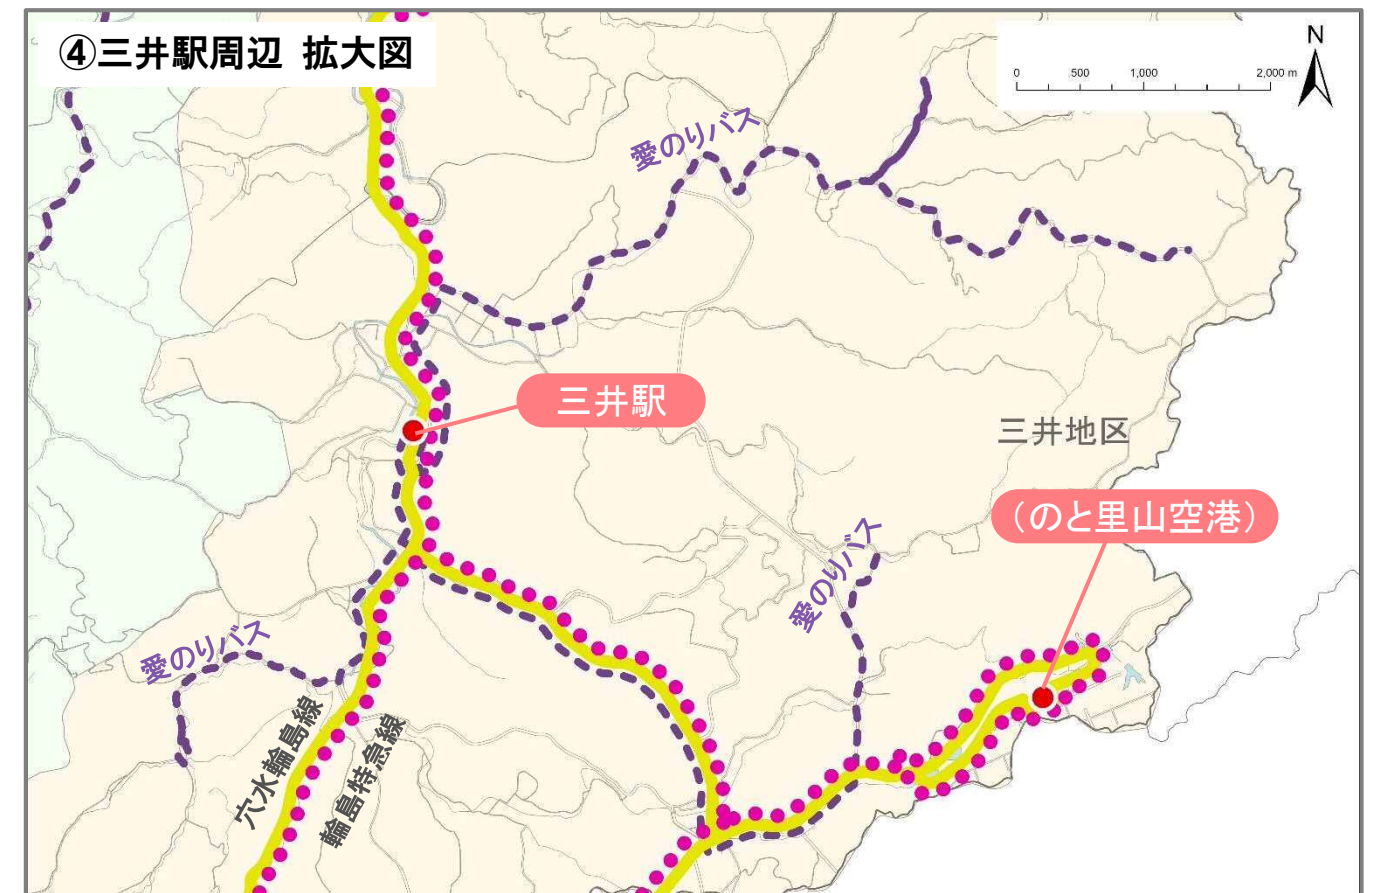 ④三井駅周辺 拡大図
N
0 500 1,000 2,000 m
愛のりバス
三井駅
三井地区
（のと里山空港）
愛のりバス
愛のりバス
穴水輪島線
輪島特急線